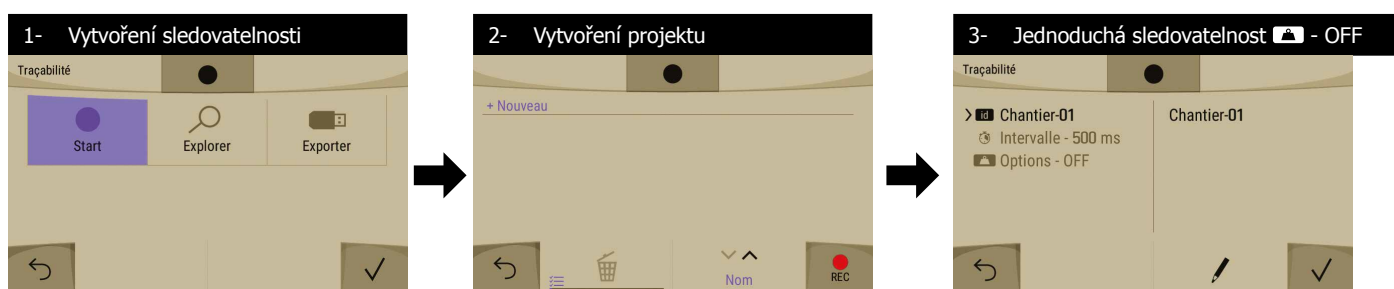 1- Vytvoření sledovatelnosti
Traçabilité
Start
Explorer
Exporter
2- Vytvoření projektu
+ Nouveau
Nom
REC
3- Jednoduchá sledovatelnost - OFF
Traçabilité
id Chantier-01
Intervalle - 500 ms
Options - OFF
Chantier-01